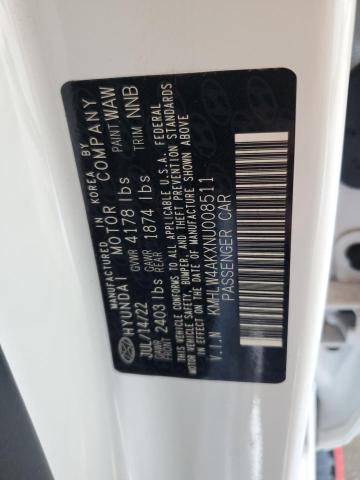 MANUFACTURED IN KOREA BY
HYUNDAI MOTOR COMPANY
JUL/14/22 GVWR 4178 lbs PAINT WAW
GAWR FRONT 2403 lbs GAWR REAR 1874 lbs TRIM NNB
THIS VEHICLE CONFORMS TO ALL APPLICABLE U.S.A. FEDERAL
MOTOR VEHICLE SAFETY, BUMPER, AND THEFT PREVENTION STANDARDS
IN EFFECT ON THE DATE OF MANUFACTURE SHOWN ABOVE
KMHLW4AKXNU008511
V.I.N PASSENGER CAR